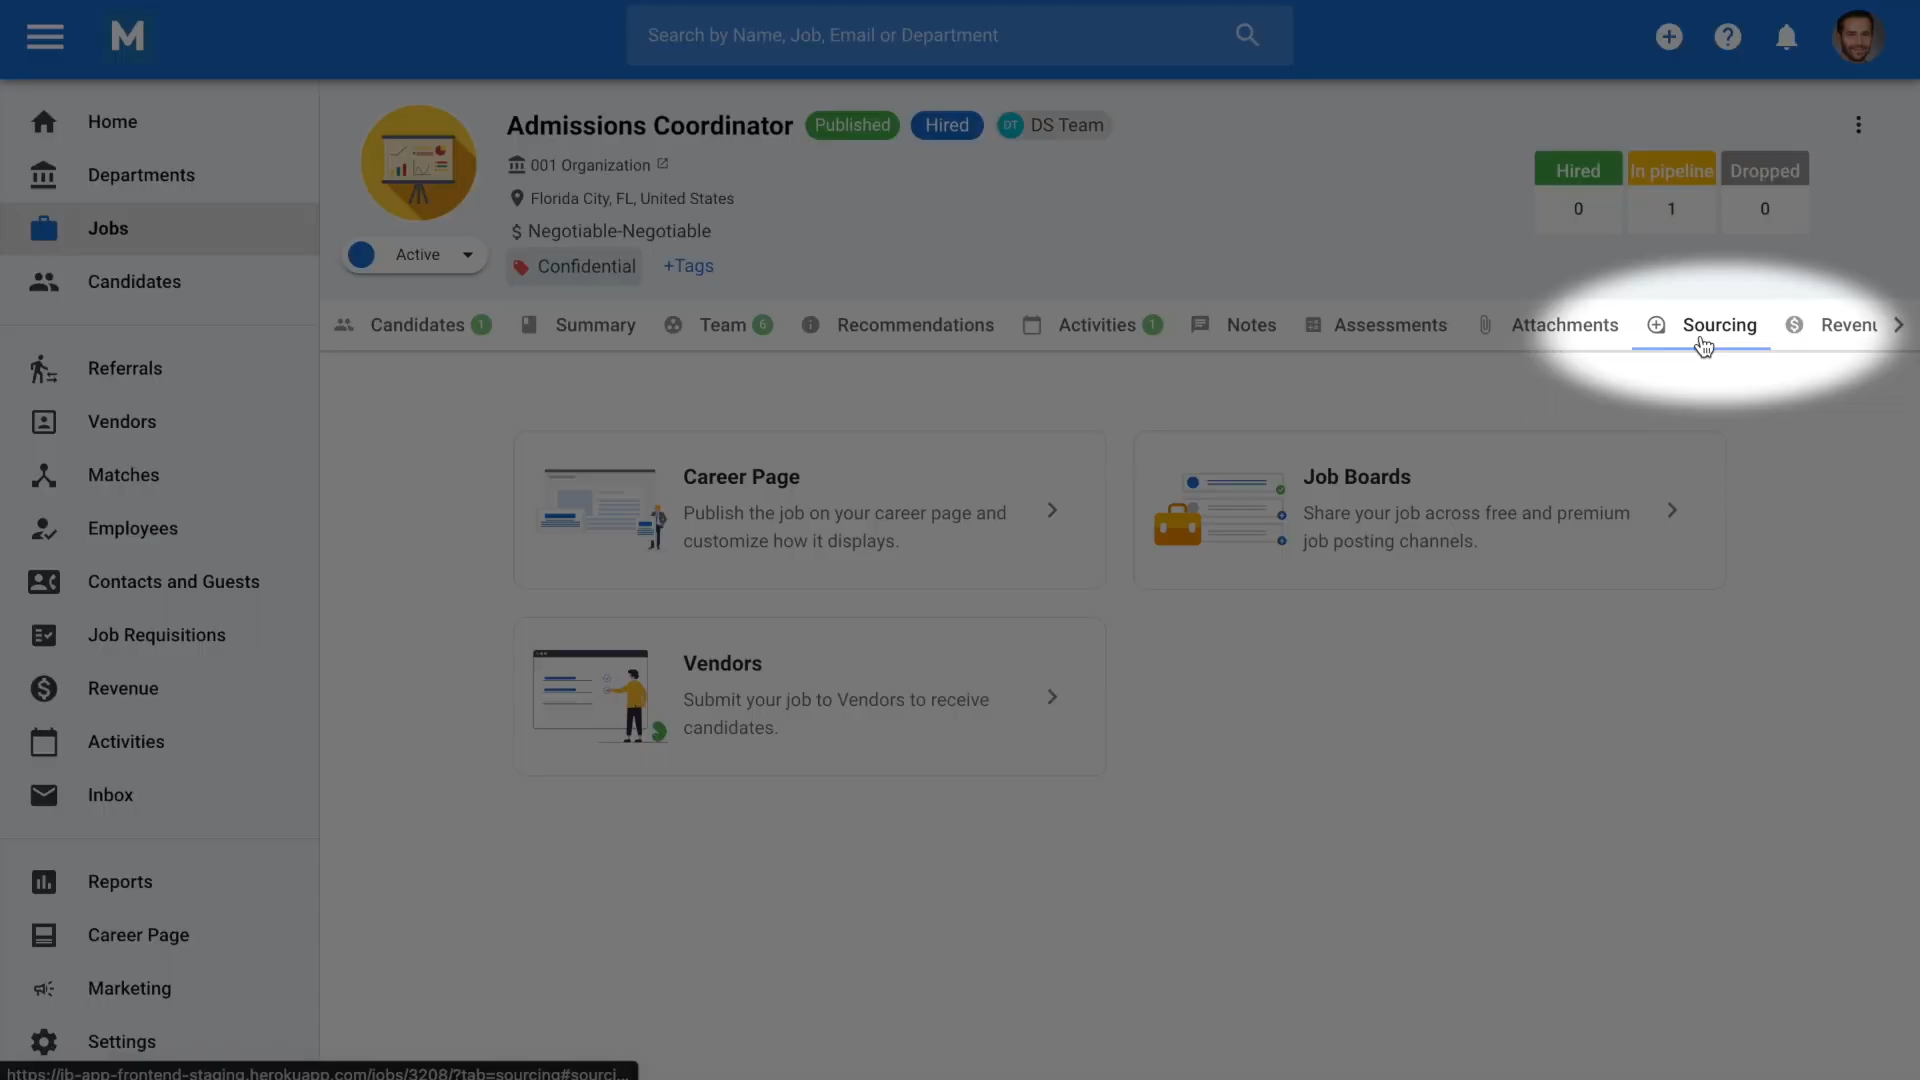 M
Search by Name, Job, Email or Department
Home
Departments
Jobs
Candidates
Referrals
Vendors
Matches
Employees
Contacts and Guests
Job Requisitions
Revenue
Activities
Inbox
Reports
Career Page
Marketing
Settings
Admissions Coordinator Published Hired DT DS Team
001 Organization
Florida City, FL, United States
$ Negotiable-Negotiable
Active
Confidential +Tags
Hired In pipeline Dropped
0 1 0
Candidates 1 Summary Team 6 Recommendations Activities 1 Notes Assessments Attachments Sourcing Revenu
Career Page
Publish the job on your career page and
customize how it displays.
Job Boards
Share your job across free and premium
job posting channels.
Vendors
Submit your job to Vendors to receive
candidates.
https://jb-app-frontend-staging.herokuapp.com/jobs/3208/?tab=sourcing#sourci...